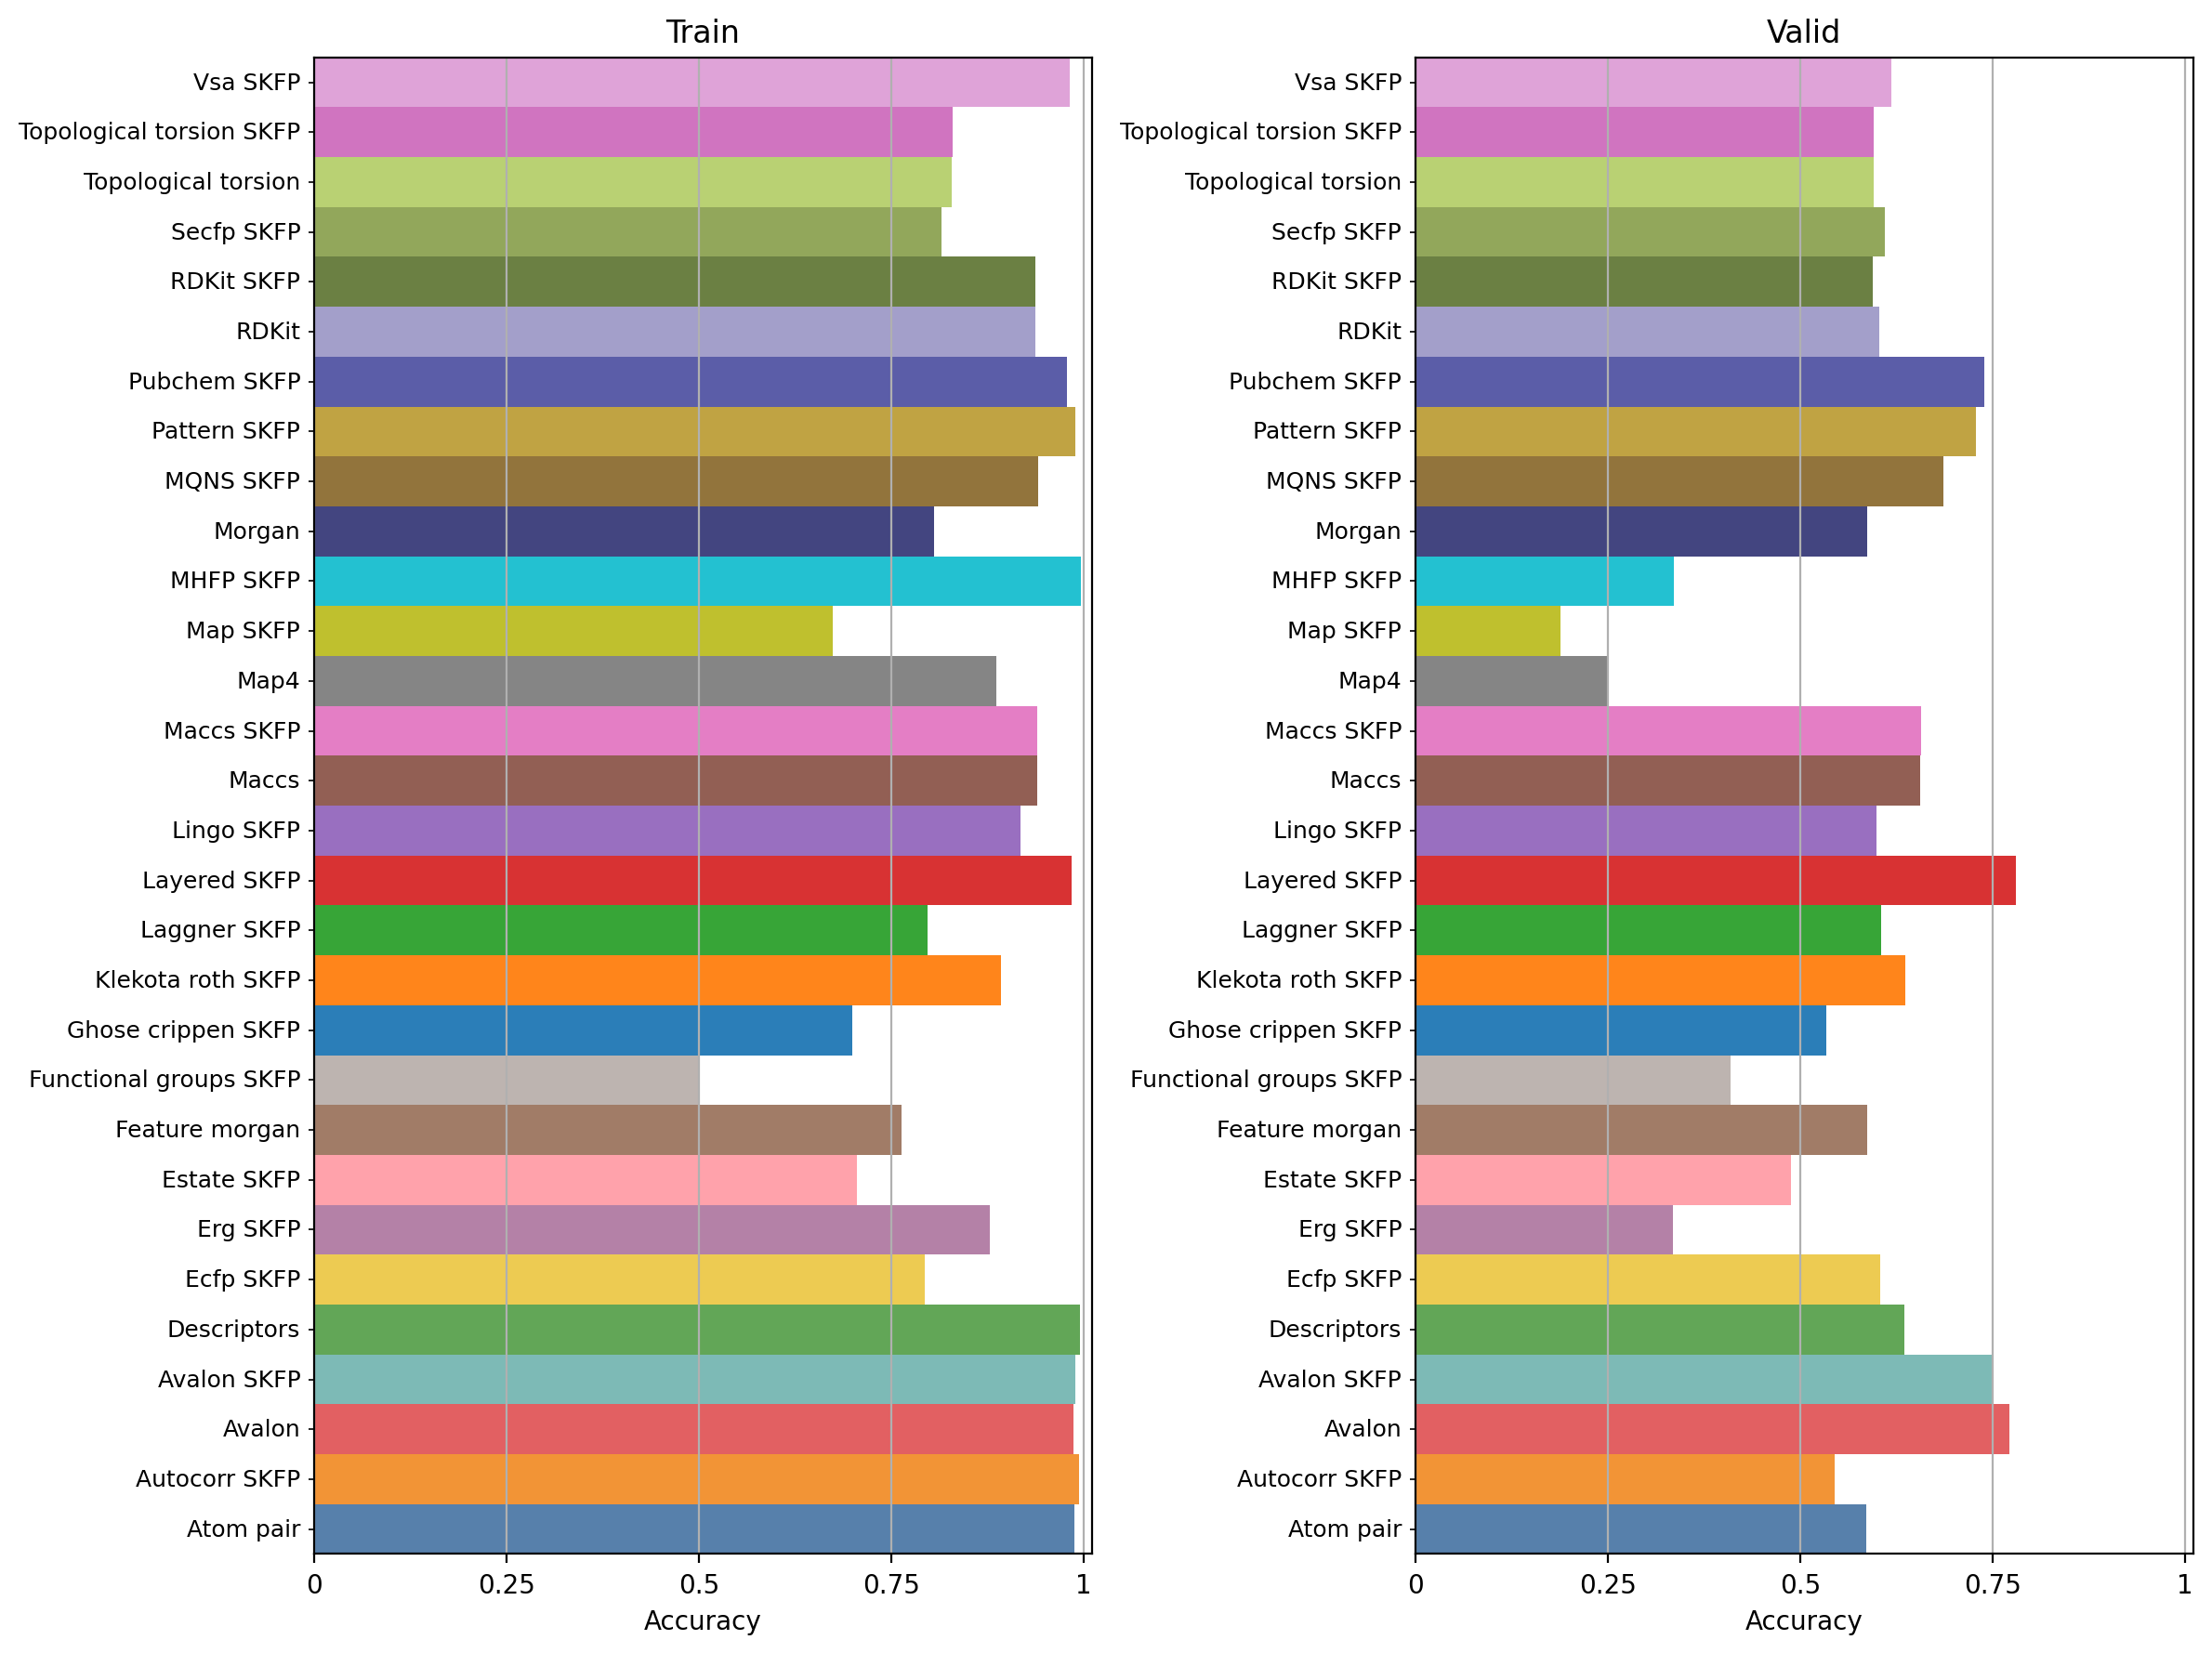 Train
Vsa SKFP
Topological torsion SKFP
Topological torsion
Secfp SKFP
RDKit SKFP
RDKit
Pubchem SKFP
Pattern SKFP
MQNS SKFP
Morgan
MHFP SKFP
Map SKFP
Map4
Maccs SKFP
Maccs
Lingo SKFP
Layered SKFP
Laggner SKFP
Klekota roth SKFP
Ghose crippen SKFP
Functional groups SKFP
Feature morgan
Estate SKFP
Erg SKFP
Ecfp SKFP
Descriptors
Avalon SKFP
Avalon
Autocorr SKFP
Atom pair
0 0.25 0.5 0.75 1
Accuracy
Valid
Vsa SKFP
Topological torsion SKFP
Topological torsion
Secfp SKFP
RDKit SKFP
RDKit
Pubchem SKFP
Pattern SKFP
MQNS SKFP
Morgan
MHFP SKFP
Map SKFP
Map4
Maccs SKFP
Maccs
Lingo SKFP
Layered SKFP
Laggner SKFP
Klekota roth SKFP
Ghose crippen SKFP
Functional groups SKFP
Feature morgan
Estate SKFP
Erg SKFP
Ecfp SKFP
Descriptors
Avalon SKFP
Avalon
Autocorr SKFP
Atom pair
0 0.25 0.5 0.75 1
Accuracy